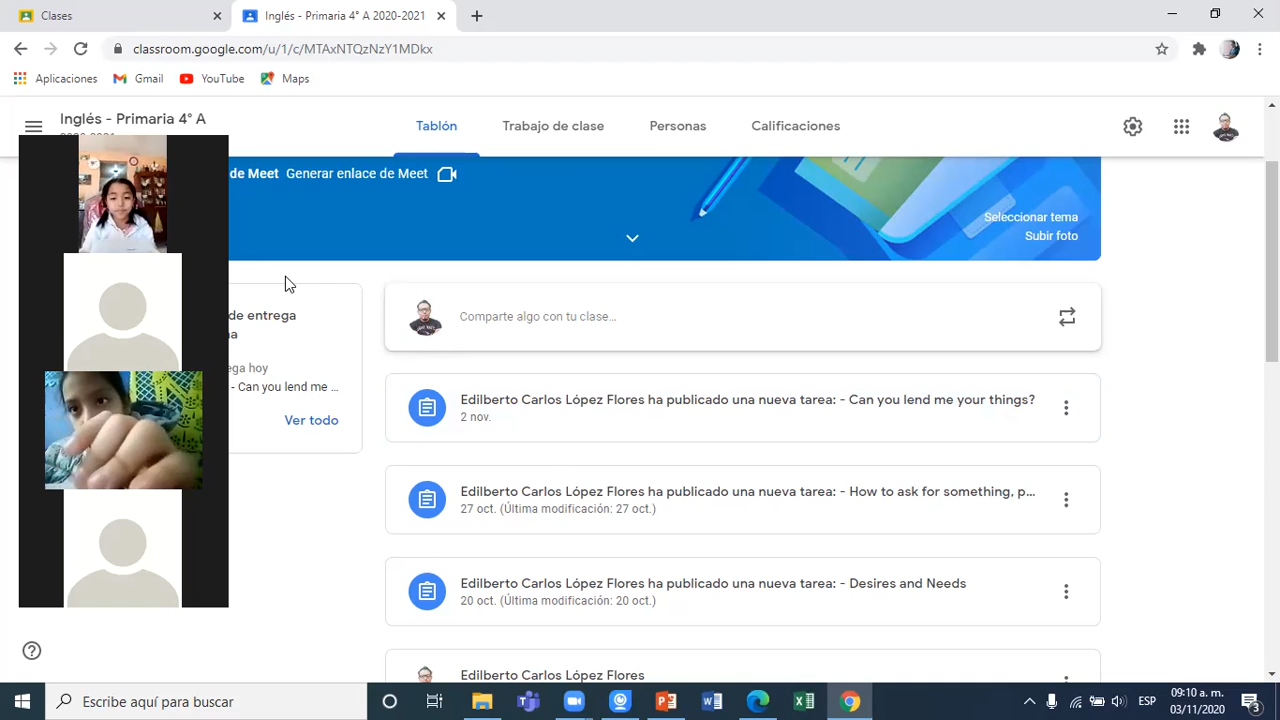 Clases
Inglés - Primaria 4° A 2020-2021
classroom.google.com/u/1/c/MTAxNTQzNzY1MDkx
Aplicaciones
Gmail
YouTube
Maps
Inglés - Primaria 4° A
Tablón
Trabajo de clase
Personas
Calificaciones
de Meet Generar enlace de Meet
Seleccionar tema
Subir foto
de entrega
Comparte algo con tu clase...
ega hoy
- Can you lend me ...
Ver todo
Edilberto Carlos López Flores ha publicado una nueva tarea: - Can you lend me your things?
2 nov.
Edilberto Carlos López Flores ha publicado una nueva tarea: - How to ask for something, p...
27 oct. (Última modificación: 27 oct.)
Edilberto Carlos López Flores ha publicado una nueva tarea: - Desires and Needs
20 oct. (Última modificación: 20 oct.)
Edilberto Carlos López Flores
Escribe aquí para buscar
ESP
09:10 a. m.
03/11/2020
3